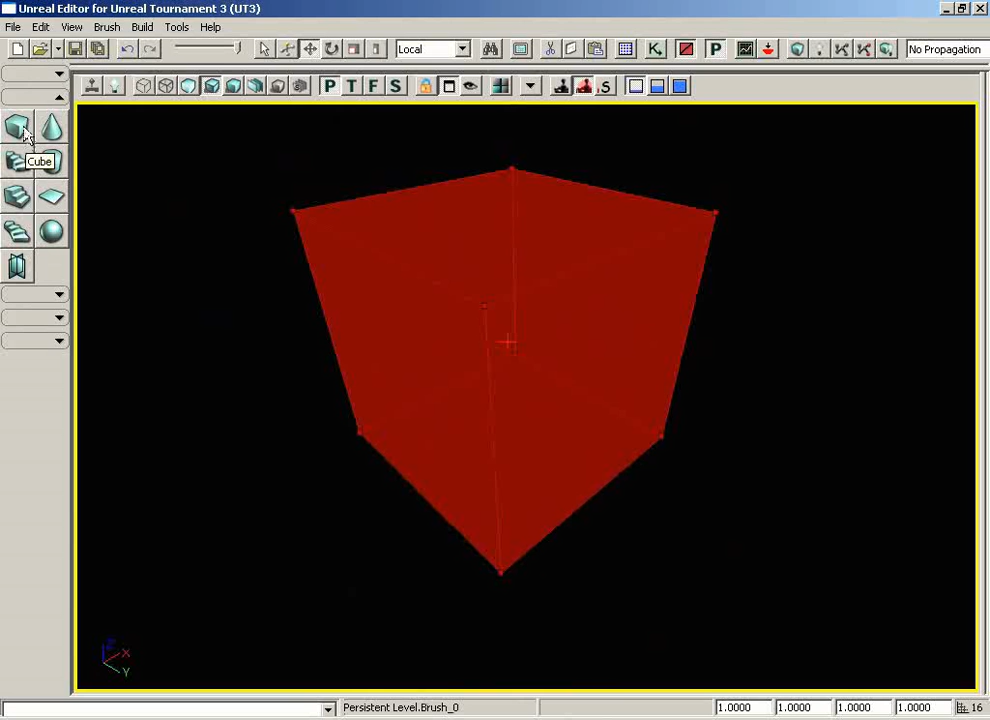 Unreal Editor for Unreal Tournament 3 (UT3)
File Edit View Brush Build Tools Help
Local
K
P
No Propagation
P T F S
S
Cube
Z
X
Y
Persistent Level.Brush_0
1.0000 1.0000 1.0000 1.0000 16